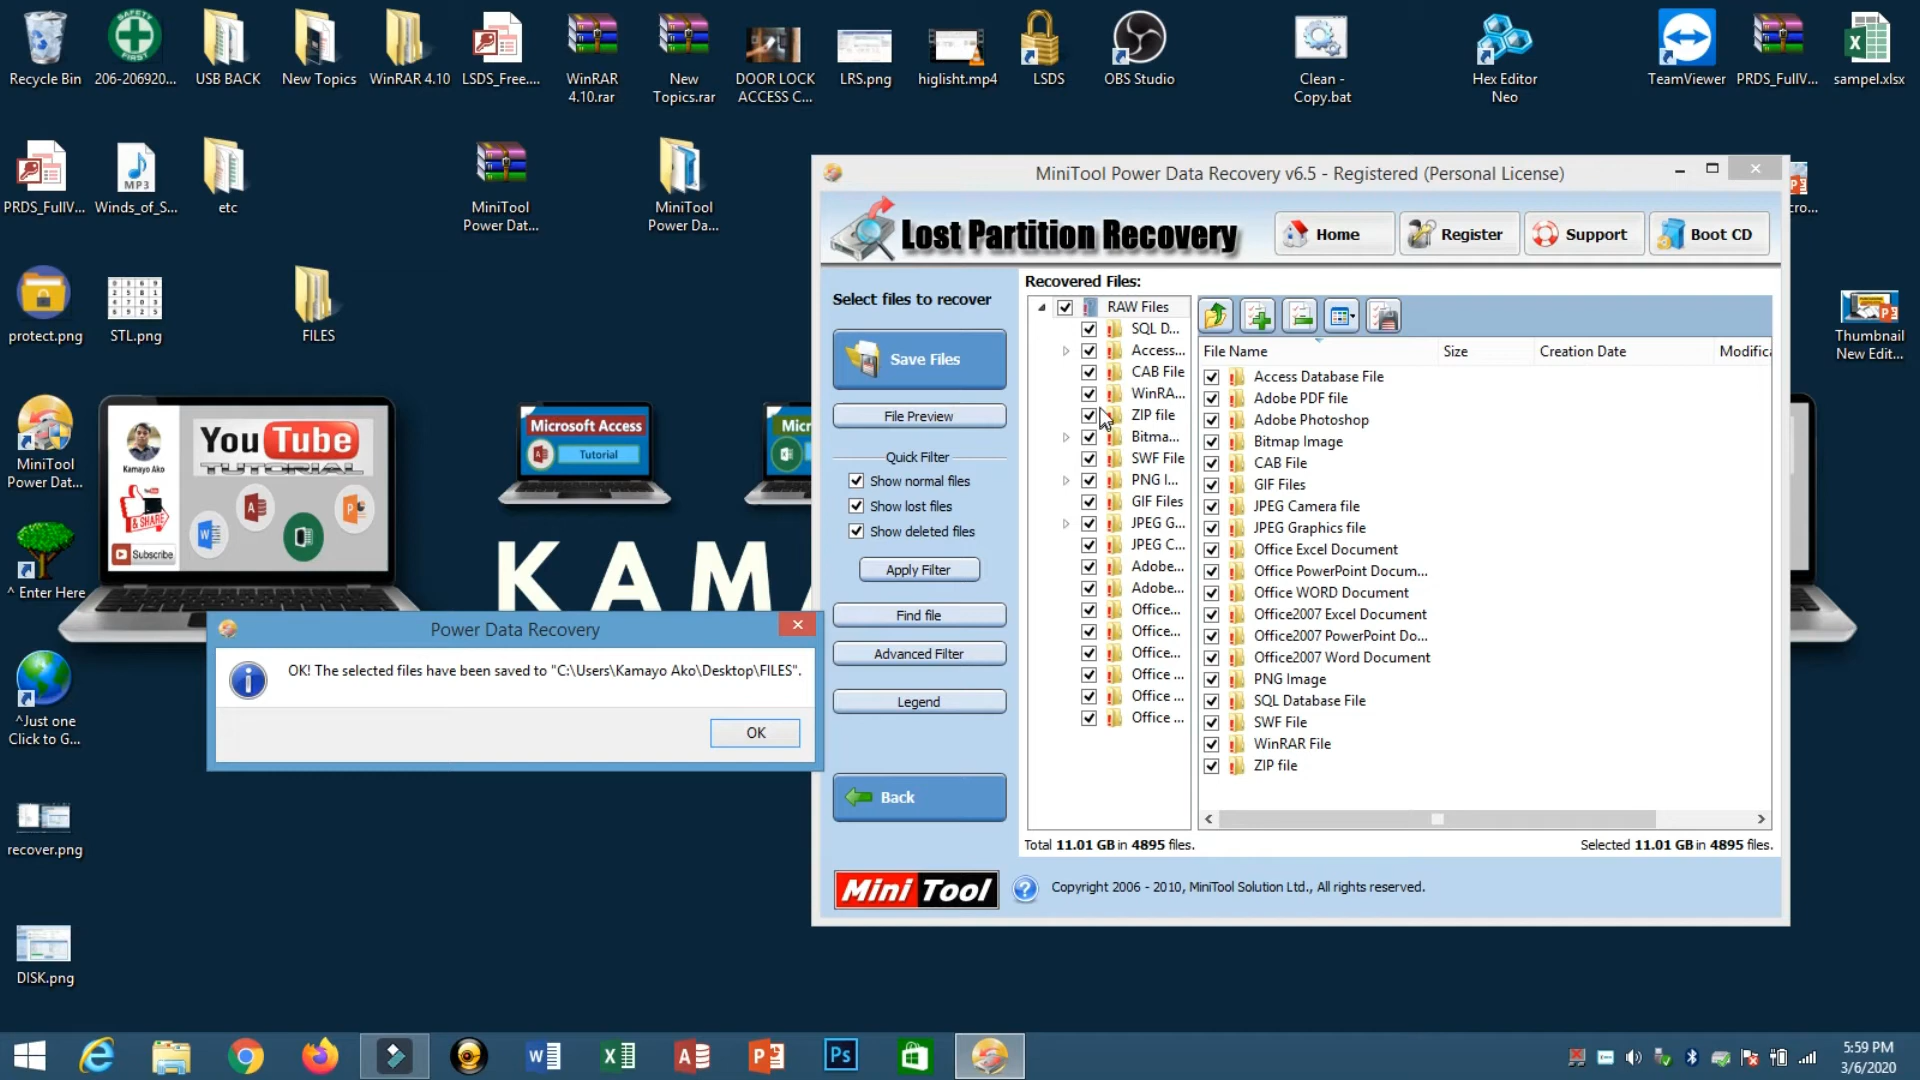 Recycle Bin
206-206920...
USB BACK
New Topics
WinRAR 4.10
LSDS_Free....
WinRAR
4.10.rar
New
Topics.rar
DOOR LOCK
ACCESS C...
LRS.png
higlisht.mp4
LSDS
OBS Studio
Clean -
Copy.bat
Hex Editor
Neo
TeamViewer
PRDS_FullV...
sampel.xlsx
SAFETY
FIRST
PRDS_FullV...
MP3
Winds_of_S...
etc
MiniTool
Power Dat...
MiniTool
Power Da...
protect.png
STL.png
FILES
MiniTool
Power Dat...
^ Enter Here
^Just one
Click to G...
recover.png
DISK.png
Thumbnail
New Edit...
Kamayo Ako
YouTube
TUTORIAL
& SHARE
Subscribe
Microsoft Access
Tutorial
KAM
MiniTool Power Data Recovery v6.5 - Registered (Personal License)
Lost Partition Recovery
Home
Register
Support
Boot CD
Select files to recover
Save Files
File Preview
Quick Filter
Show normal files
Show lost files
Show deleted files
Apply Filter
Find file
Advanced Filter
Legend
Back
Recovered Files:
RAW Files
SQL D...
Access...
CAB File
WinRA...
ZIP file
Bitma...
SWF File
PNG I...
GIF Files
JPEG G...
JPEG C...
Adobe...
Adobe...
Office...
Office...
Office...
Office ...
Office ...
Office ...
File Name
Size
Creation Date
Modifica
Access Database File
Adobe PDF file
Adobe Photoshop
Bitmap Image
CAB File
GIF Files
JPEG Camera file
JPEG Graphics file
Office Excel Document
Office PowerPoint Docum...
Office WORD Document
Office2007 Excel Document
Office2007 PowerPoint Do...
Office2007 Word Document
PNG Image
SQL Database File
SWF File
WinRAR File
ZIP file
Total 11.01 GB in 4895 files.
Selected 11.01 GB in 4895 files.
Mini Tool
Copyright 2006 - 2010, MiniTool Solution Ltd., All rights reserved.
Power Data Recovery
OK! The selected files have been saved to "C:\Users\Kamayo Ako\Desktop\FILES".
OK
5:59 PM
3/6/2020